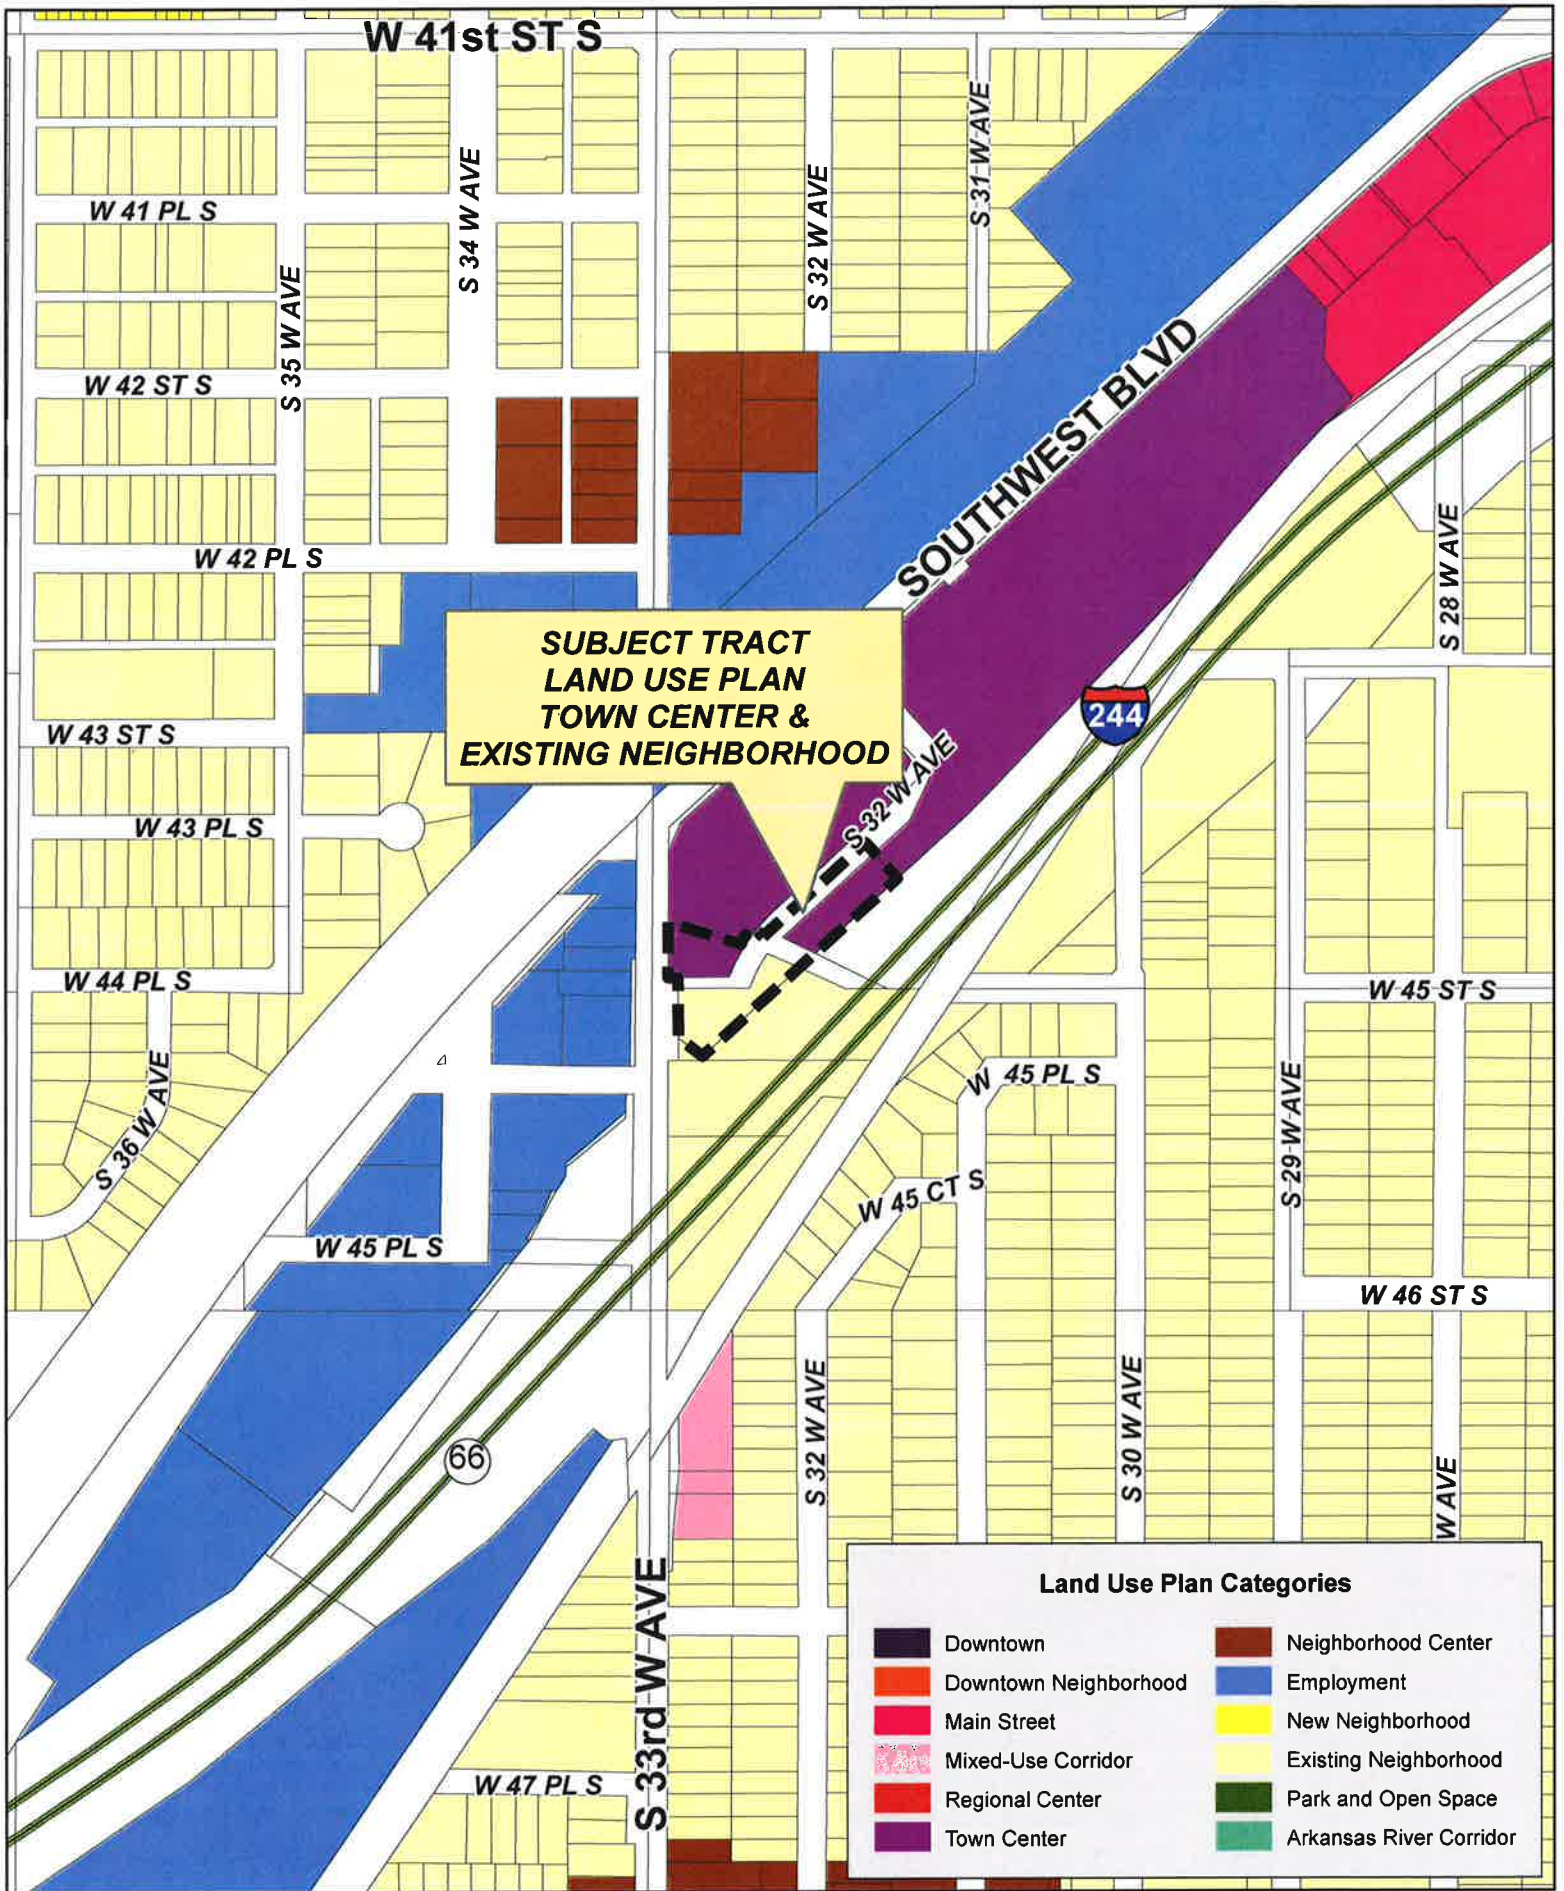 W 41st ST S
S 31 W AVE
S 34 W AVE
S 32 W AVE
W 41 PL S
S 35 W AVE
W 42 ST S
SOUTHWEST BLVD
S 28 W AVE
W 42 PL S
SUBJECT TRACT
LAND USE PLAN
TOWN CENTER &
EXISTING NEIGHBORHOOD
244
W 43 ST S
S 32 W AVE
W 43 PL S
W 44 PL S
W 45 ST S
S 36 W AVE
W 45 PL S
S 29 W AVE
W 45 CT S
W 45 PL S
W 46 ST S
66
S 32 W AVE
S 30 W AVE
W AVE
S 33rd W AVE
W 47 PL S
Land Use Plan Categories
Downtown
Downtown Neighborhood
Main Street
Mixed-Use Corridor
Regional Center
Town Center
Neighborhood Center
Employment
New Neighborhood
Existing Neighborhood
Park and Open Space
Arkansas River Corridor